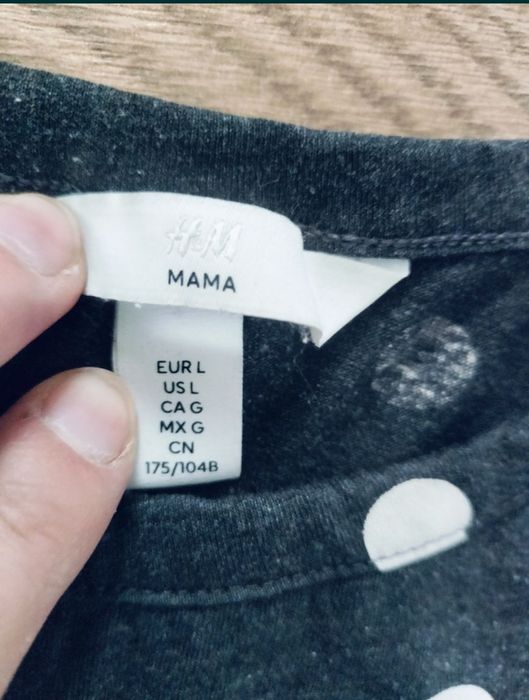 H&M
MAMA
EUR L
US L
CA G
MX G
CN
175/104B